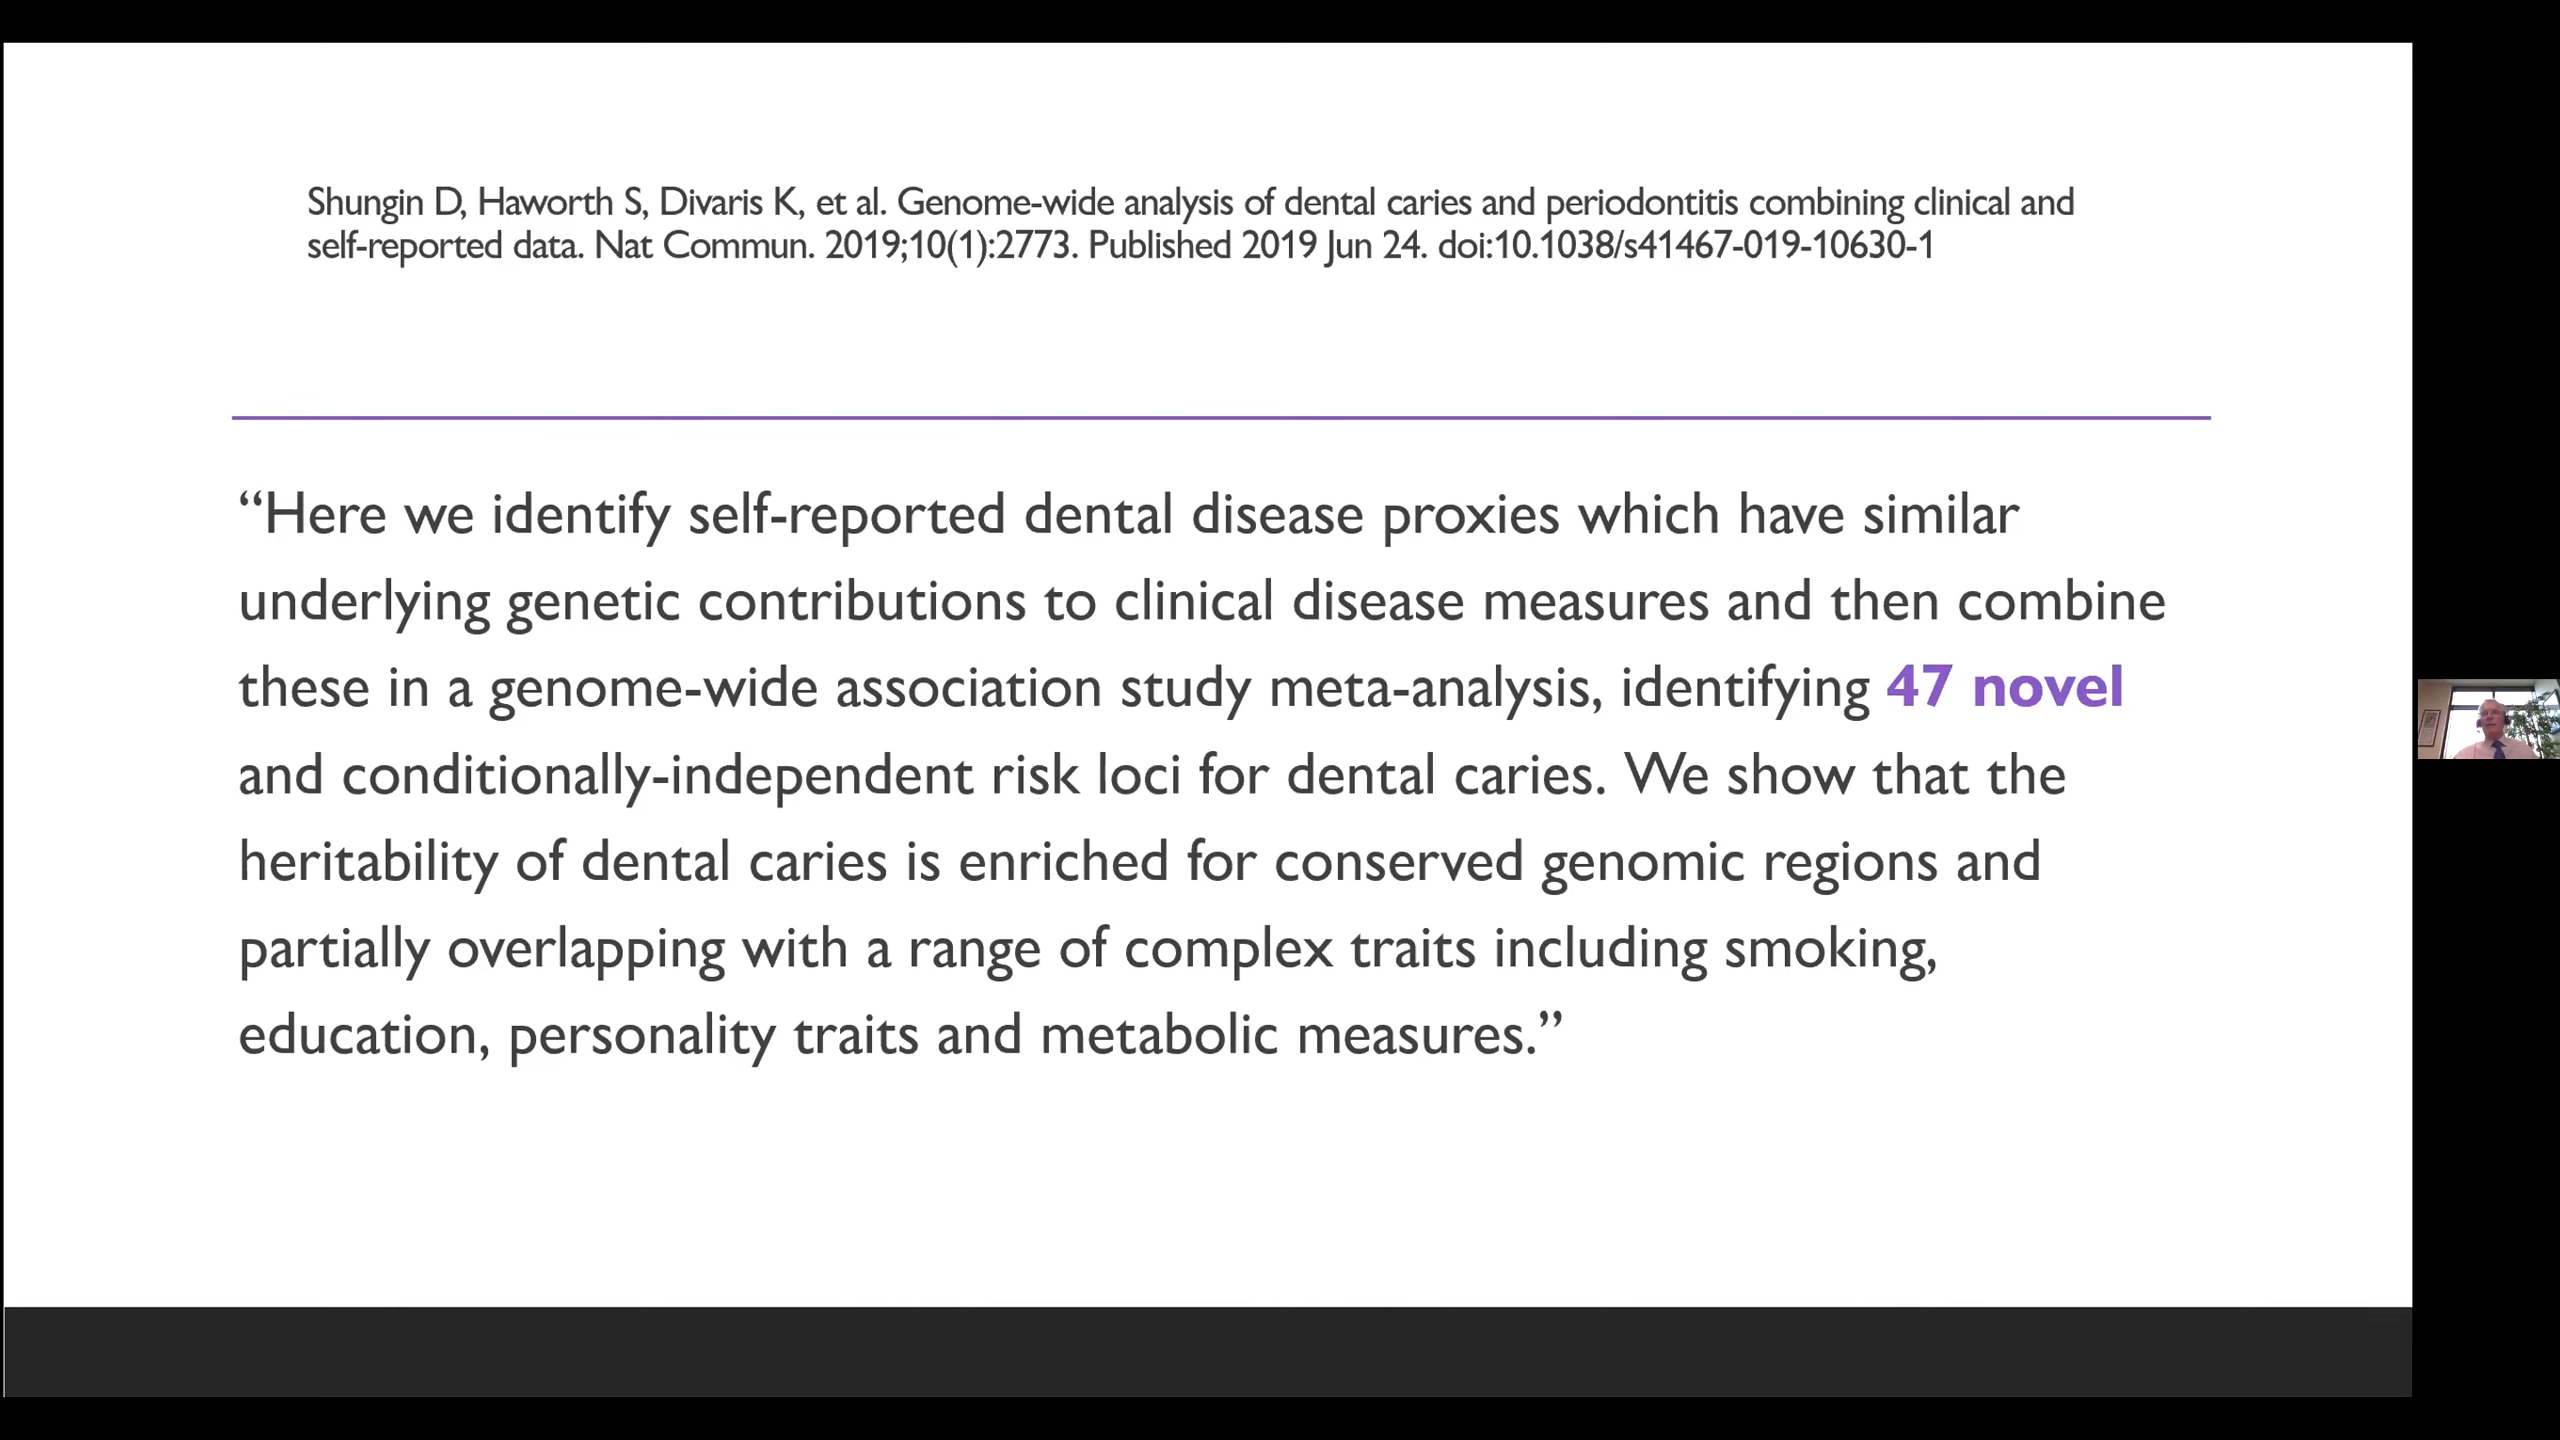 Shungin D, Haworth S, Divaris K, et al. Genome-wide analysis of dental caries and periodontitis combining clinical and
self-reported data. Nat Commun. 2019;10(1):2773. Published 2019 Jun 24. doi:10.1038/s41467-019-10630-1
“Here we identify self-reported dental disease proxies which have similar
underlying genetic contributions to clinical disease measures and then combine
these in a genome-wide association study meta-analysis, identifying 47 novel
and conditionally-independent risk loci for dental caries. We show that the
heritability of dental caries is enriched for conserved genomic regions and
partially overlapping with a range of complex traits including smoking,
education, personality traits and metabolic measures.”